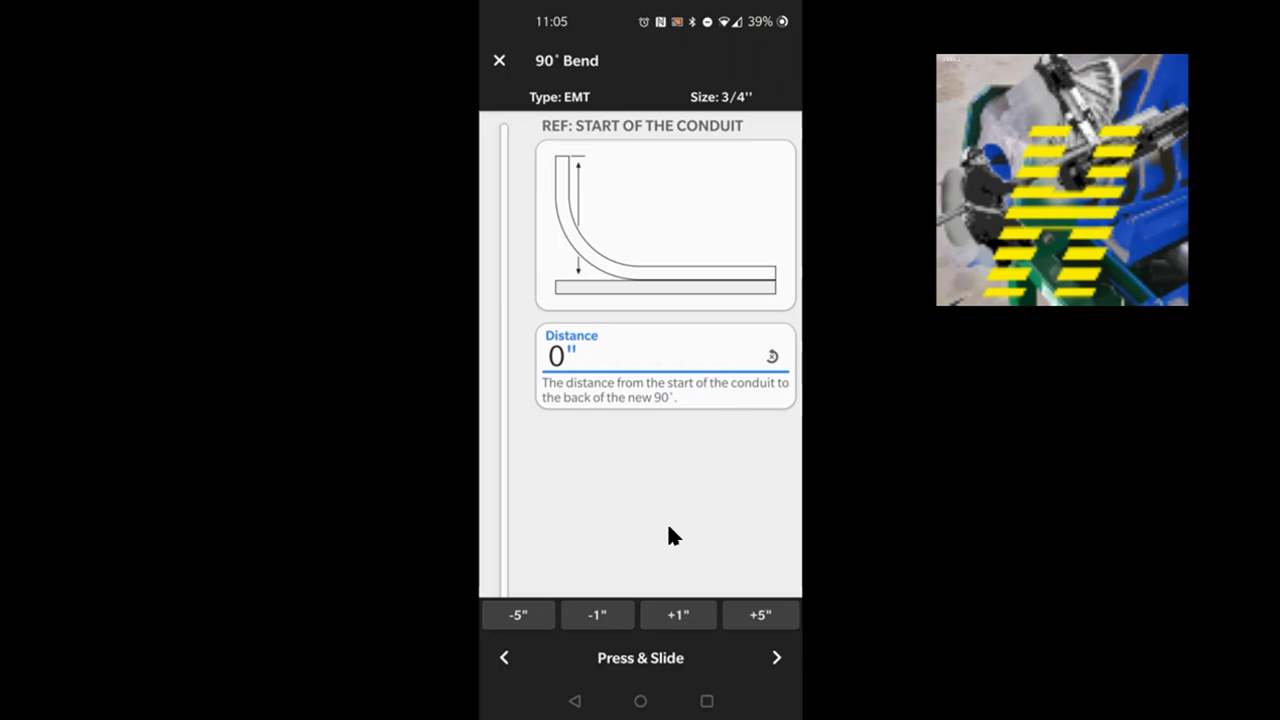 11:05
39%
90° Bend
Type: EMT
Size: 3/4''
REF: START OF THE CONDUIT
Distance
0"
The distance from the start of the conduit to
the back of the new 90°.
-5"
-1"
+1"
+5"
Press & Slide